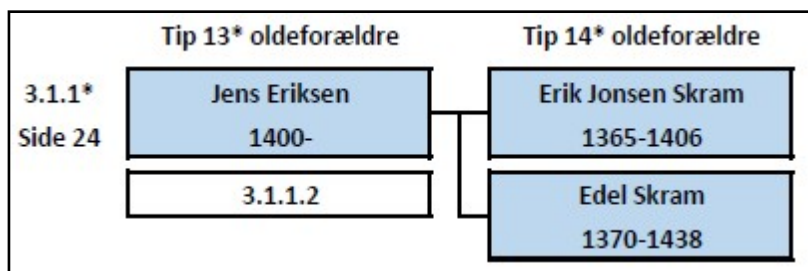 Tip 13* oldeforældre
Tip 14* oldeforældre
3.1.1*
Side 24
Jens Eriksen
1400-
3.1.1.2
Erik Jonsen Skram
1365-1406
Edel Skram
1370-1438